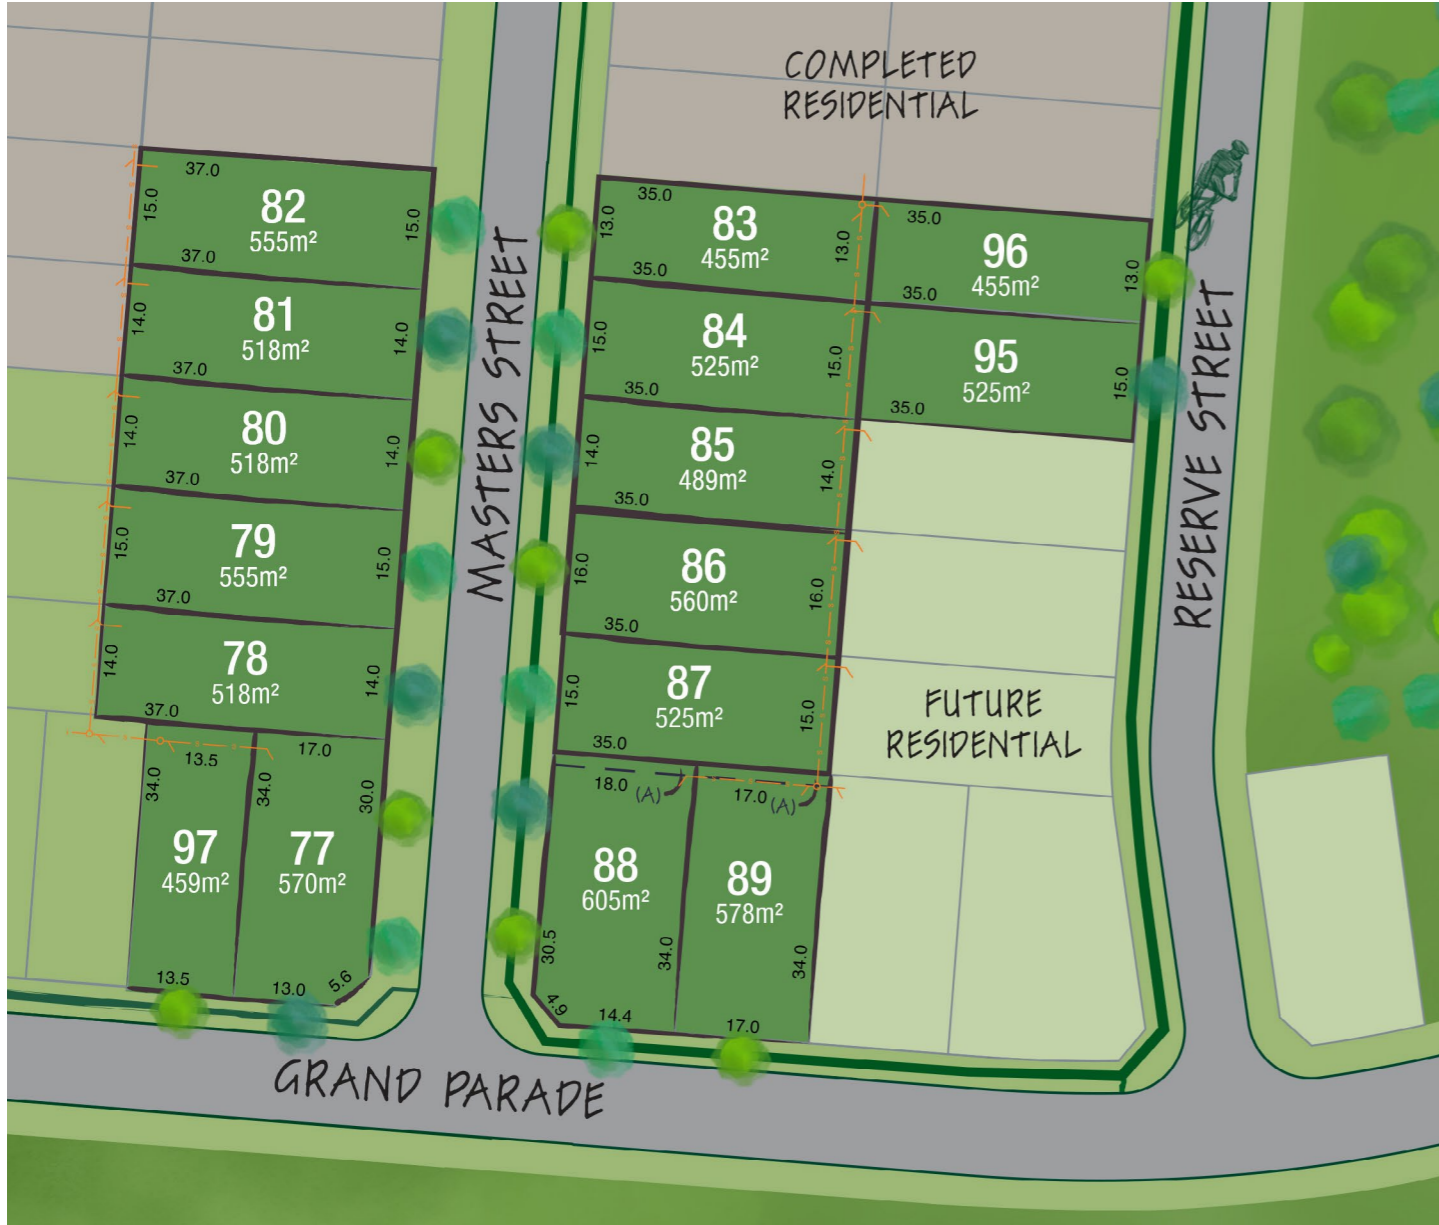 COMPLETED
RESIDENTIAL
37.0
15.0
82
555m²
15.0
37.0
14.0
81
518m²
14.0
37.0
14.0
80
518m²
14.0
37.0
15.0
79
555m²
15.0
37.0
14.0
78
518m²
14.0
37.0
13.5
34.0
97
459m²
13.5
17.0
34.0
30.0
77
570m²
13.0
5.6
MASTERS STREET
35.0
13.0
83
455m²
13.0
35.0
15.0
84
525m²
15.0
35.0
14.0
85
489m²
14.0
35.0
16.0
86
560m²
16.0
35.0
15.0
87
525m²
15.0
35.0
18.0
(A)
88
605m²
30.5
34.0
4.9
14.4
17.0
(A)
89
578m²
34.0
17.0
35.0
96
455m²
13.0
35.0
95
525m²
15.0
35.0
RESERVE STREET
FUTURE
RESIDENTIAL
GRAND PARADE